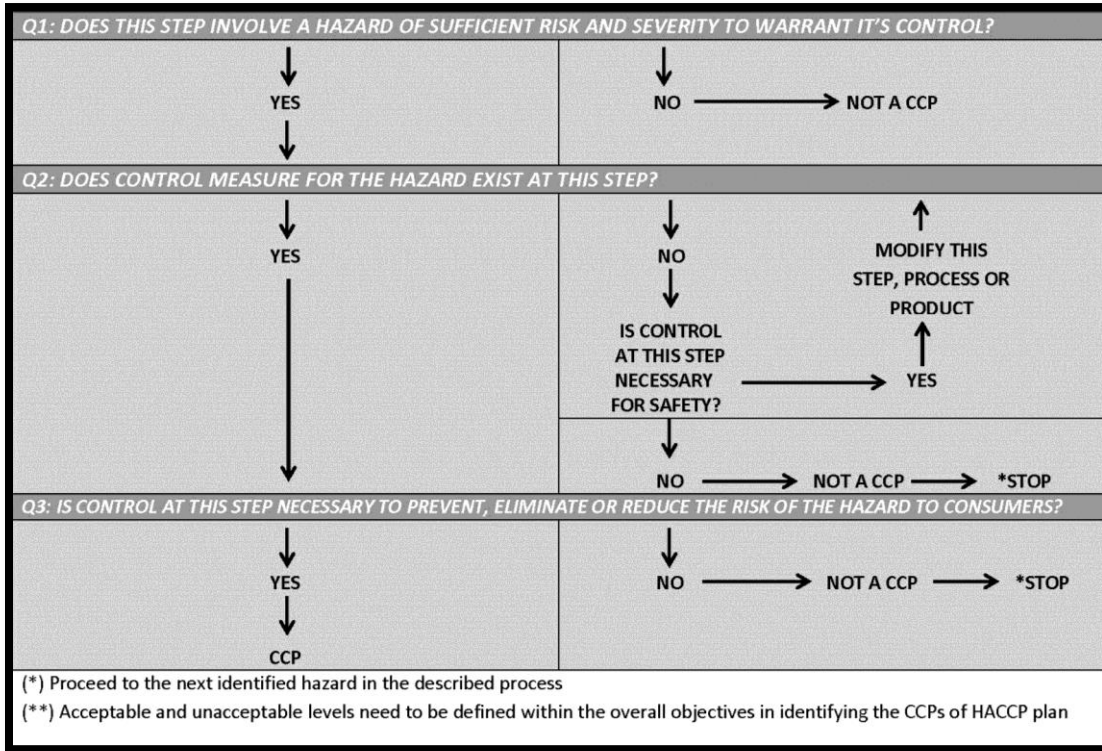 Q1: DOES THIS STEP INVOLVE A HAZARD OF SUFFICIENT RISK AND SEVERITY TO WARRANT IT'S CONTROL?
YES
NO
NOT A CCP
Q2: DOES CONTROL MEASURE FOR THE HAZARD EXIST AT THIS STEP?
YES
NO
MODIFY THIS
STEP, PROCESS OR
PRODUCT
IS CONTROL
AT THIS STEP
NECESSARY
FOR SAFETY?
YES
NO
NOT A CCP
*STOP
Q3: IS CONTROL AT THIS STEP NECESSARY TO PREVENT, ELIMINATE OR REDUCE THE RISK OF THE HAZARD TO CONSUMERS?
YES
NO
NOT A CCP
*STOP
CCP
(*) Proceed to the next identified hazard in the described process
(**) Acceptable and unacceptable levels need to be defined within the overall objectives in identifying the CCPs of HACCP plan